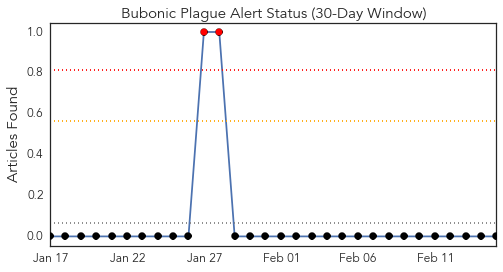 Bubonic Plague Alert Status (30-Day Window)
Articles Found
1.0
0.8
0.6
0.4
0.2
0.0
Jan 17 Jan 22 Jan 27 Feb 01 Feb 06 Feb 11